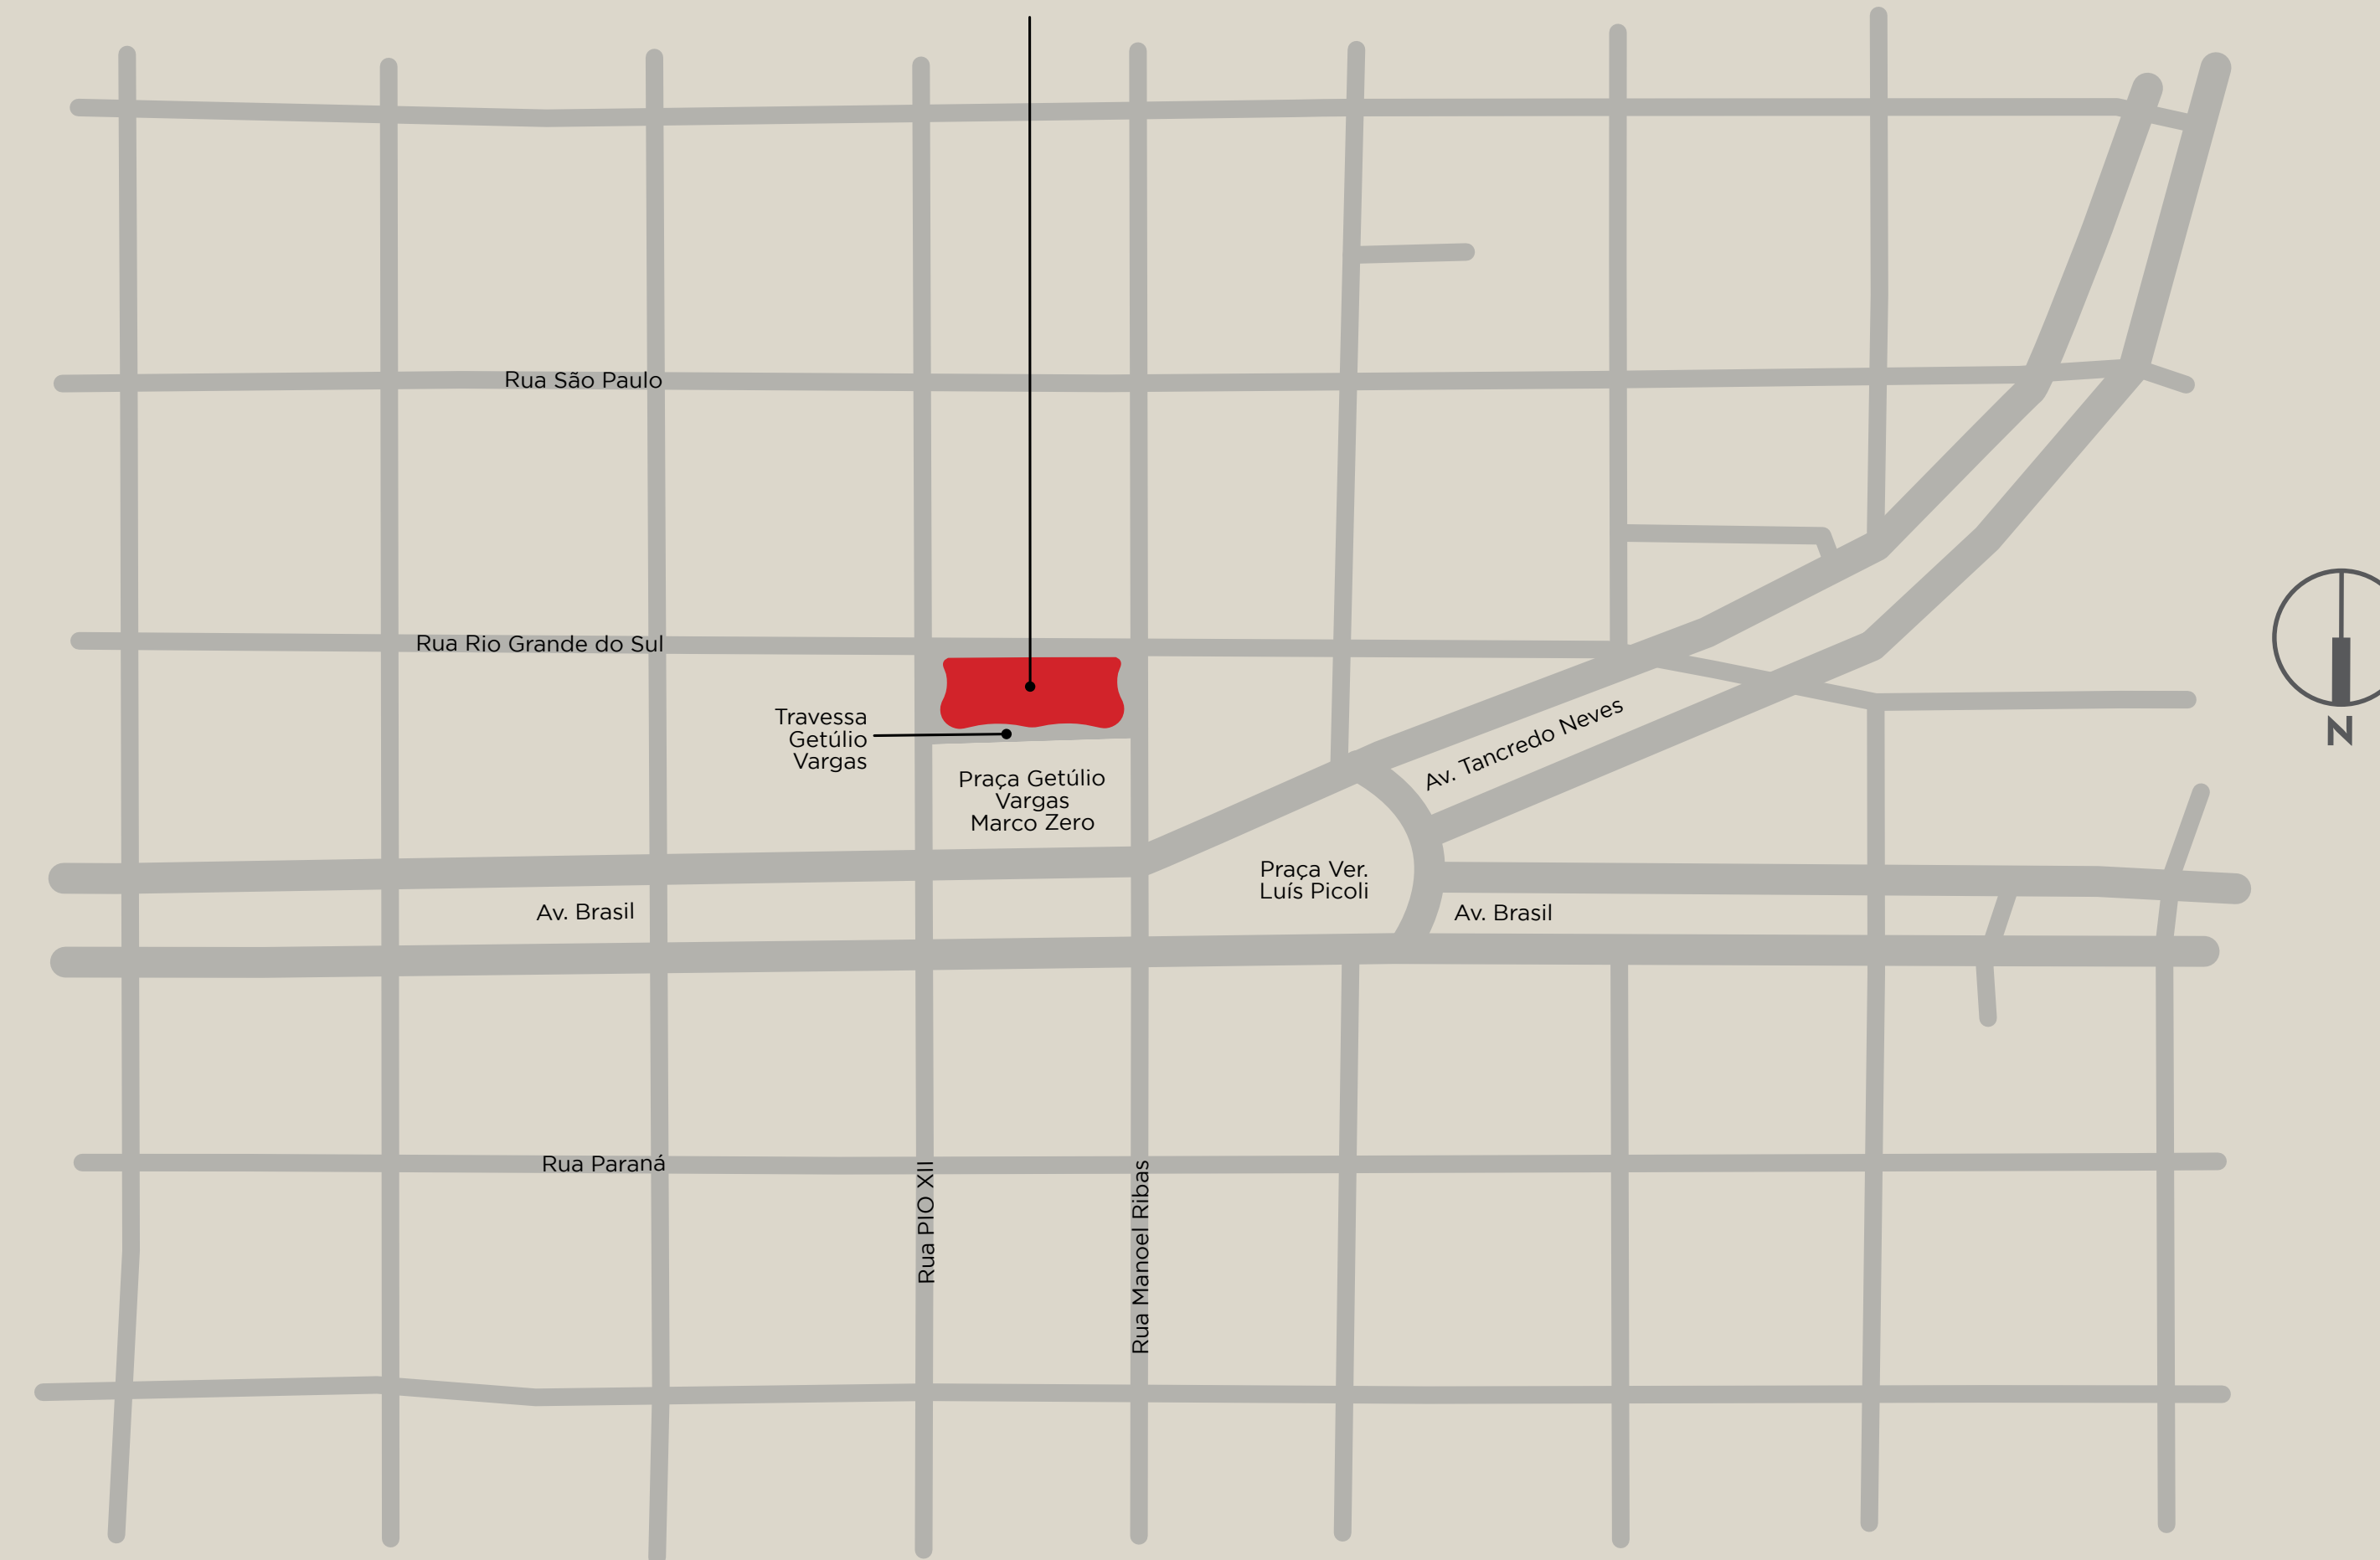 Rua São Paulo
Rua Rio Grande do Sul
Travessa
Getúlio
Vargas
Praça Getúlio
Vargas
Marco Zero
Av. Tancredo Neves
Praça Ver.
Luís Picoli
Av. Brasil
Av. Brasil
Rua Paraná
Rua PIO XII
Rua Manoel Ribas
N